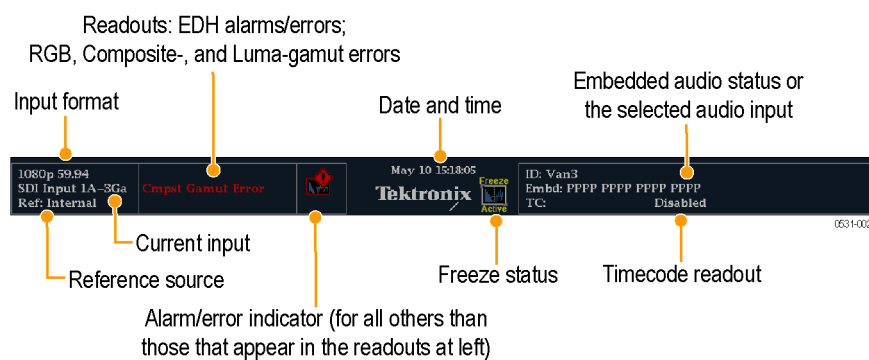 Readouts: EDH alarms/errors;
RGB, Composite-, and Luma-gamut errors
Input format
Date and time
Embedded audio status or
the selected audio input
1080p 59.94
SDI Input 1A-3Ga
Ref: Internal
Cmpst Gamut Error
May 10 15:18:05
Tektronix
Freeze
Active
ID: Van3
Embd: PPPP PPPP PPPP PPPP
TC: Disabled
0531-002
Current input
Reference source
Freeze status
Timecode readout
Alarm/error indicator (for all others than
those that appear in the readouts at left)